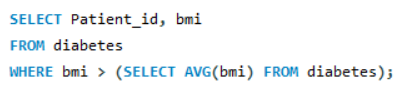 SELECT Patient_id, bmi
FROM diabetes
WHERE bmi > (SELECT AVG(bmi) FROM diabetes);